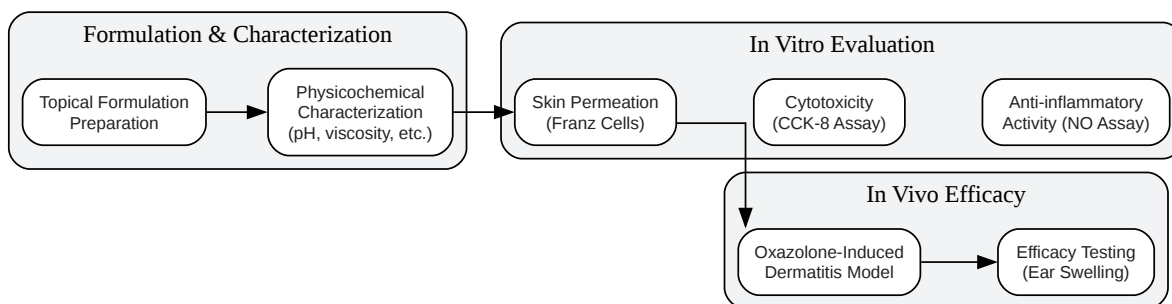 Formulation & Characterization
Topical Formulation
Preparation
Physicochemical
Characterization
(pH, viscosity, etc.)
In Vitro Evaluation
Skin Permeation
(Franz Cells)
Cytotoxicity
(CCK-8 Assay)
Anti-inflammatory
Activity (NO Assay)
In Vivo Efficacy
Oxazolone-Induced
Dermatitis Model
Efficacy Testing
(Ear Swelling)